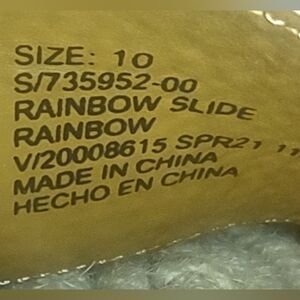 SIZE: 10
S/735952-00
RAINBOW SLIDE
RAINBOW
V/20008615 SPR21 11
MADE IN CHINA
HECHO EN CHINA